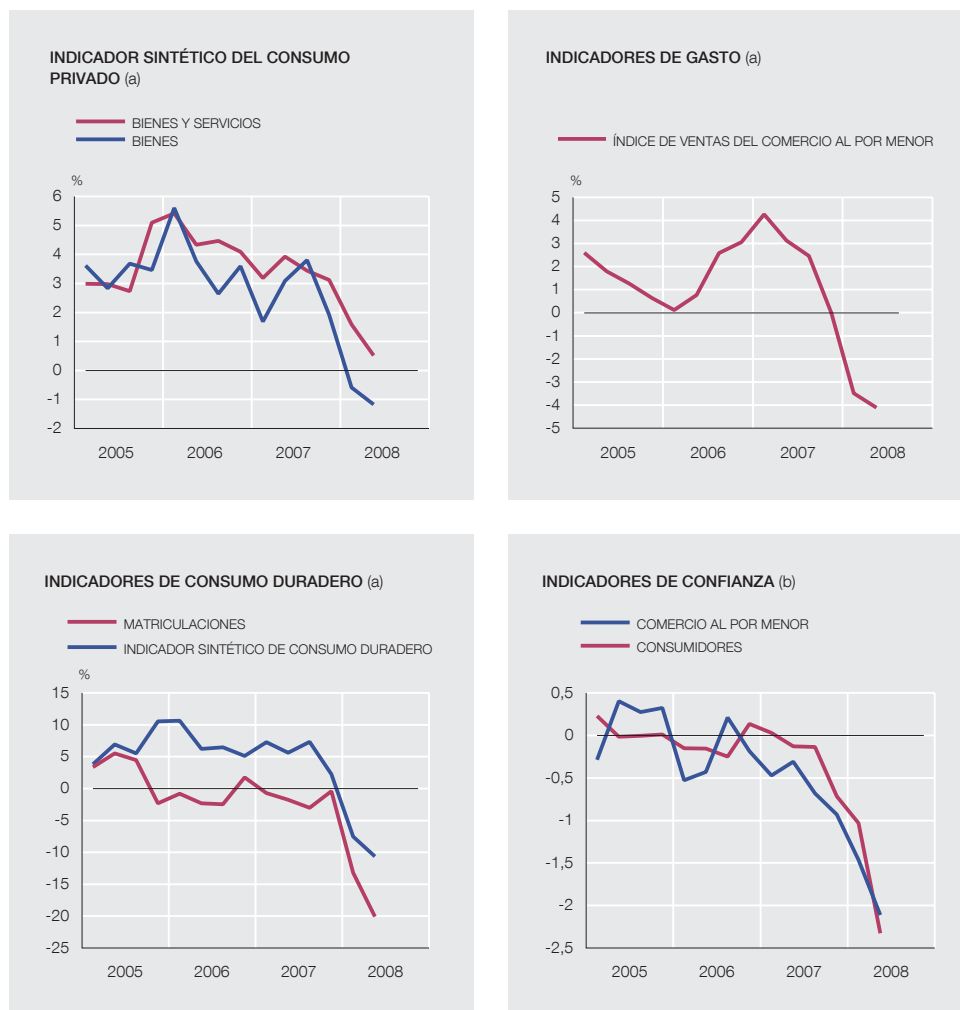 INDICADOR SINTÉTICO DEL CONSUMO
PRIVADO (a)
BIENES Y SERVICIOS
BIENES
%
6
5
4
3
2
1
0
-1
-2
2005 2006 2007 2008
INDICADORES DE GASTO (a)
ÍNDICE DE VENTAS DEL COMERCIO AL POR MENOR
%
5
4
3
2
1
0
-1
-2
-3
-4
-5
2005 2006 2007 2008
INDICADORES DE CONSUMO DURADERO (a)
MATRICULACIONES
INDICADOR SINTÉTICO DE CONSUMO DURADERO
%
15
10
5
0
-5
-10
-15
-20
-25
2005 2006 2007 2008
INDICADORES DE CONFIANZA (b)
COMERCIO AL POR MENOR
CONSUMIDORES
0,5
0
-0,5
-1
-1,5
-2
-2,5
2005 2006 2007 2008